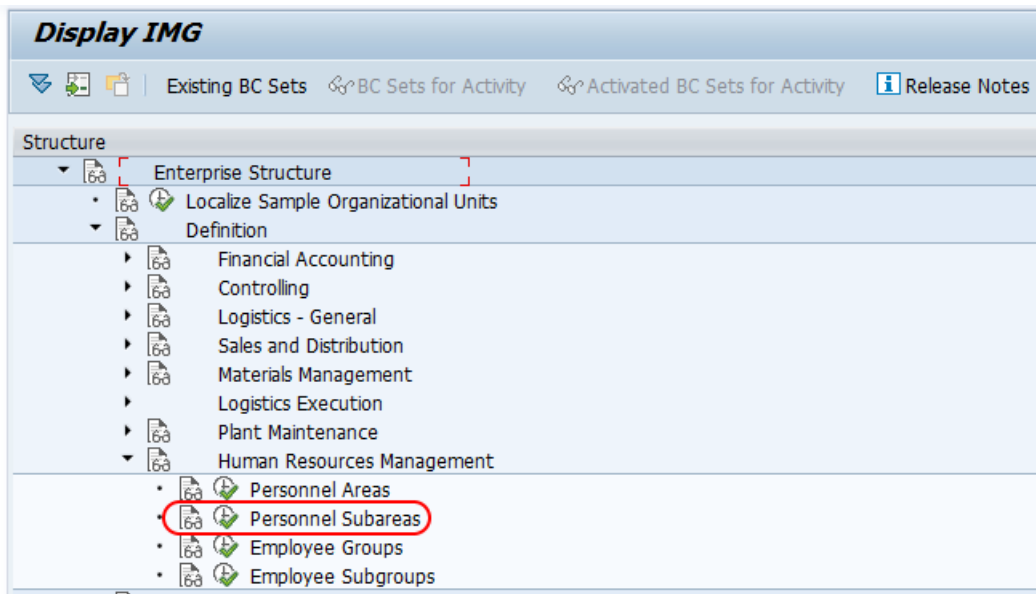 Display IMG
Existing BC Sets BC Sets for Activity Activated BC Sets for Activity Release Notes
Structure
Enterprise Structure
Localize Sample Organizational Units
Definition
Financial Accounting
Controlling
Logistics - General
Sales and Distribution
Materials Management
Logistics Execution
Plant Maintenance
Human Resources Management
Personnel Areas
Personnel Subareas
Employee Groups
Employee Subgroups